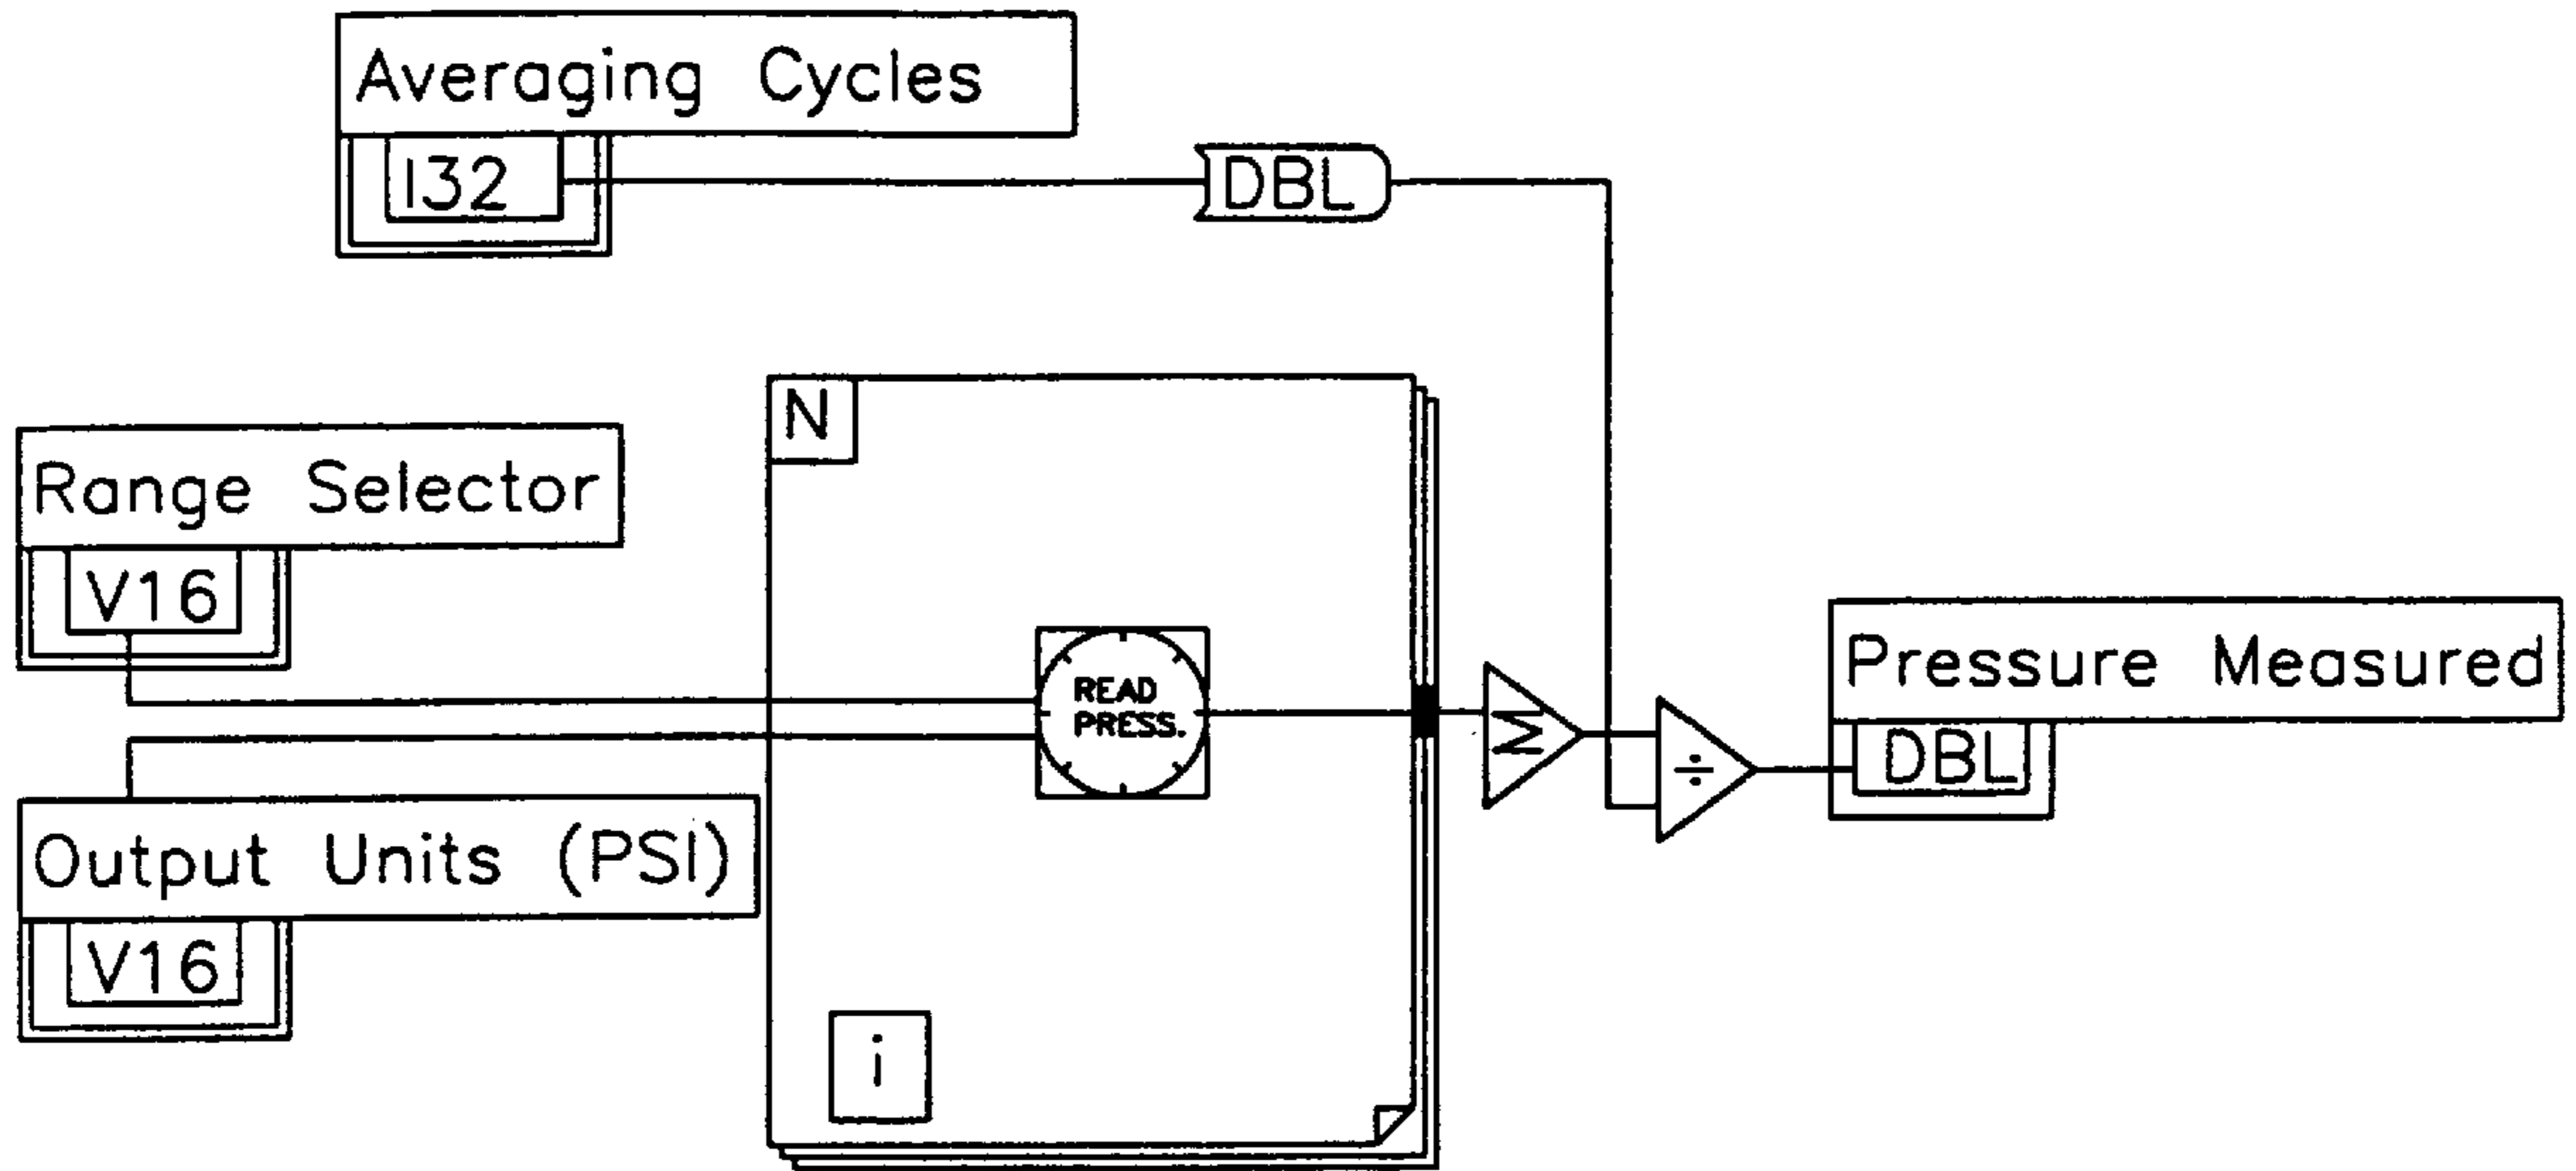 Averaging Cycles
I32
DBL
N
Range Selector
V16
READ
PRESS.
Σ
÷
Pressure Measured
DBL
Output Units (PSI)
V16
i